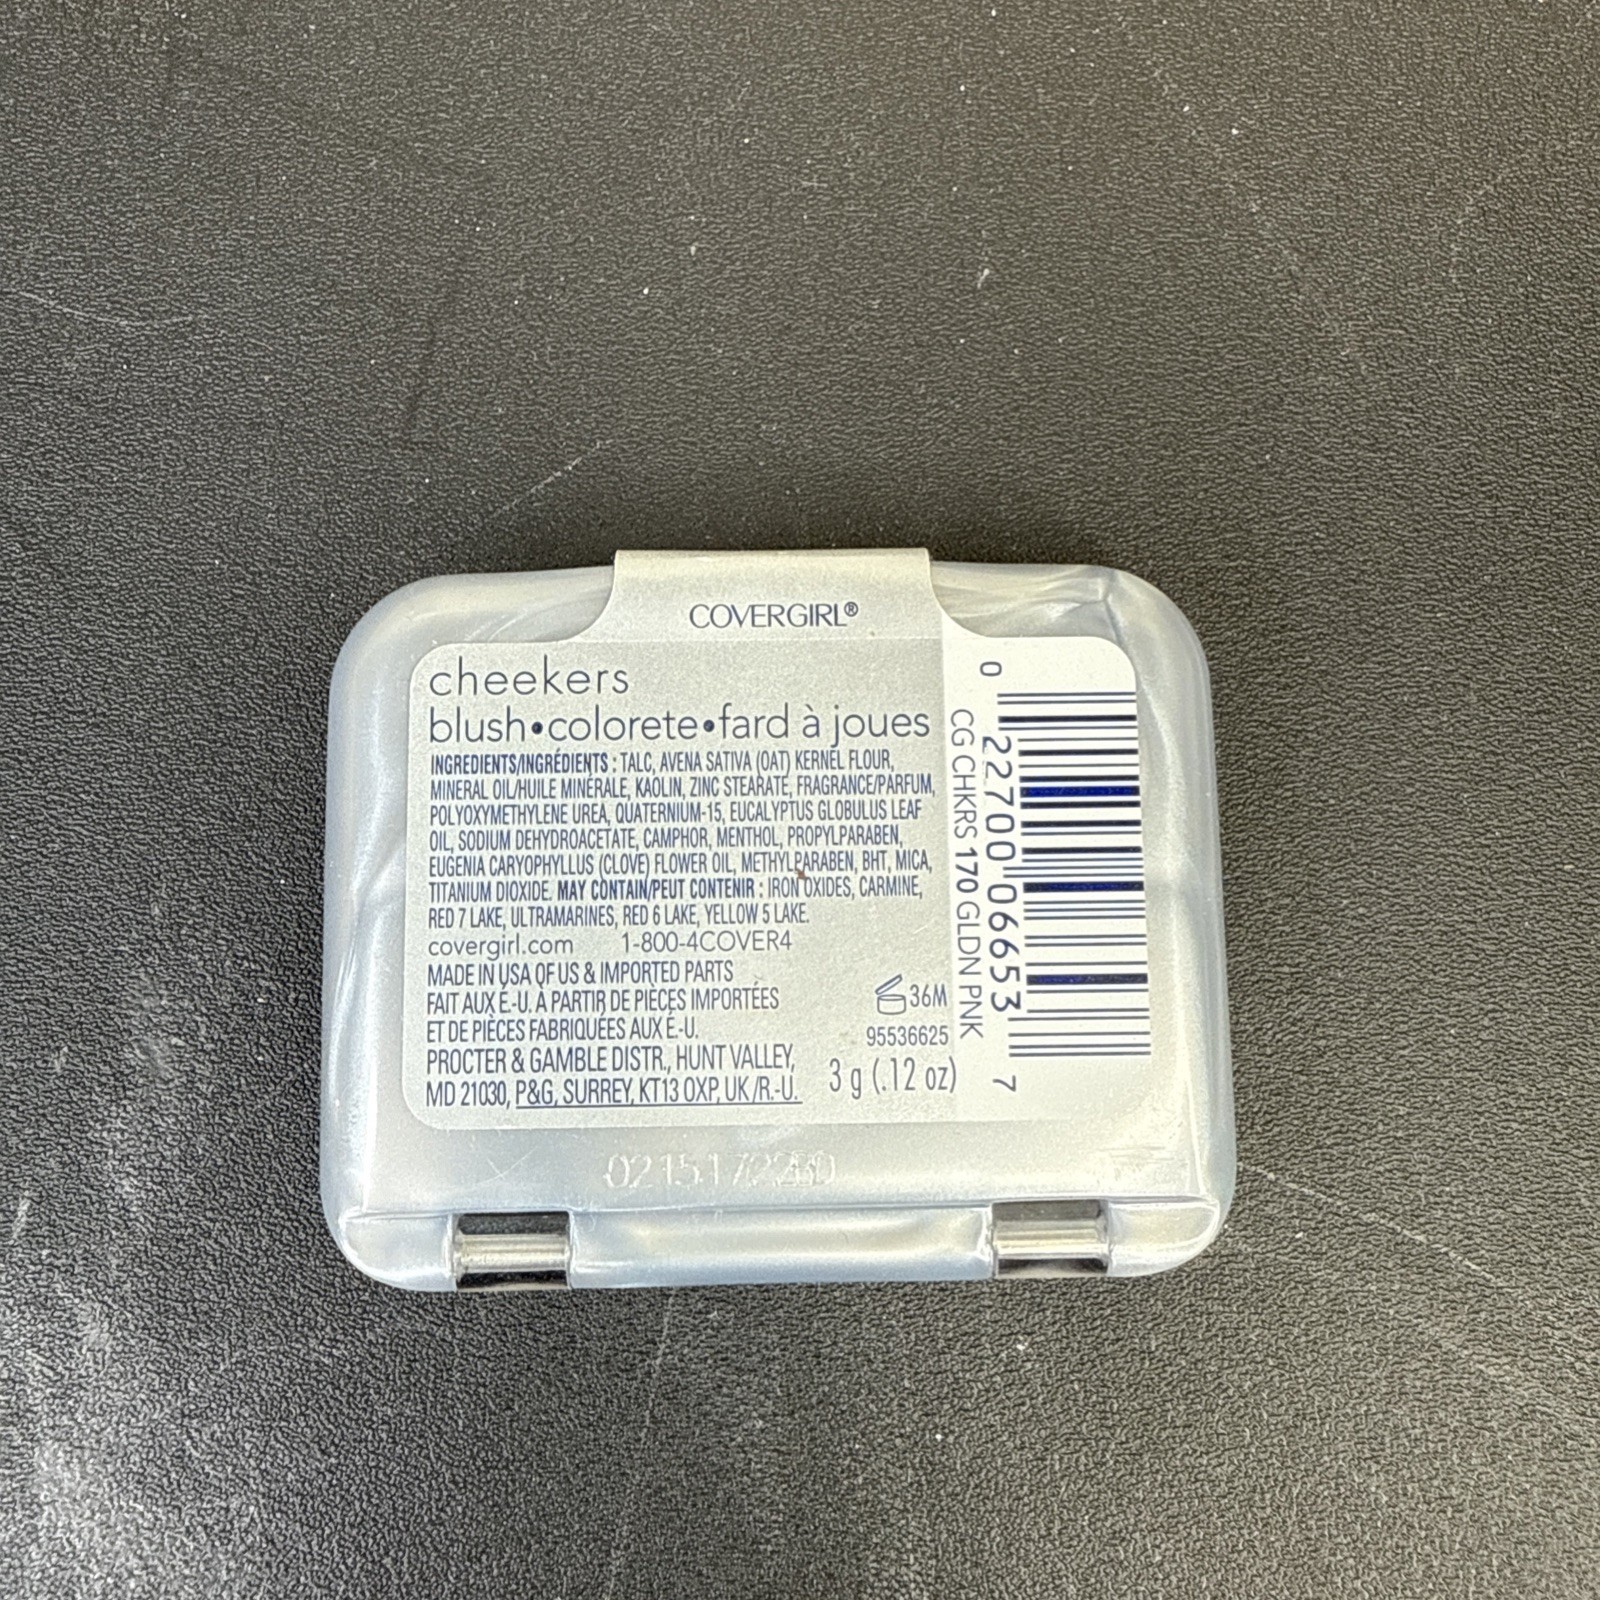 COVERGIRL®
cheekers
blush•colorete•fard à joues
INGREDIENTS/INGRÉDIENTS : TALC, AVENA SATIVA (OAT) KERNEL FLOUR,
MINERAL OIL/HUILE MINÉRALE, KAOLIN, ZINC STEARATE, FRAGRANCE/PARFUM,
POLYOXYMETHYLENE UREA, QUATERNIUM-15, EUCALYPTUS GLOBULUS LEAF
OIL, SODIUM DEHYDROACETATE, CAMPHOR, MENTHOL, PROPYLPARABEN,
EUGENIA CARYOPHYLLUS (CLOVE) FLOWER OIL, METHYLPARABEN, BHT, MICA,
TITANIUM DIOXIDE. MAY CONTAIN/PEUT CONTENIR : IRON OXIDES, CARMINE,
RED 7 LAKE, ULTRAMARINES, RED 6 LAKE, YELLOW 5 LAKE.
covergirl.com 1-800-4COVER4
MADE IN USA OF US & IMPORTED PARTS
FAIT AUX É.-U. À PARTIR DE PIÈCES IMPORTÉES
ET DE PIÈCES FABRIQUÉES AUX É.-U.
PROCTER & GAMBLE DISTR., HUNT VALLEY,
MD 21030, P&G, SURREY, KT13 0XP, UK/R.-U.
36M
95536625
3 g (.12 oz)
CG CHKRS 170 GLDN PNK
0 22700 06653 7